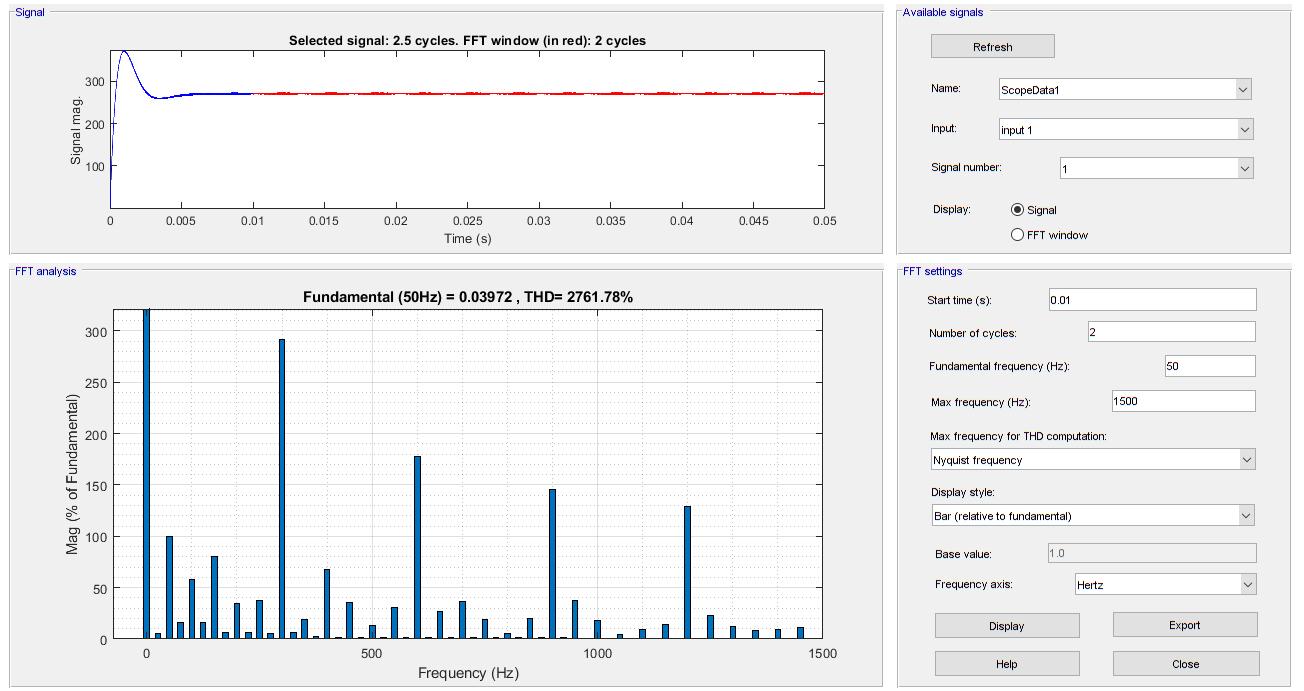 Signal
Selected signal: 2.5 cycles. FFT window (in red): 2 cycles
300
200
100
Signal mag.
0 0.005 0.01 0.015 0.02 0.025 0.03 0.035 0.04 0.045 0.05
Time (s)
FFT analysis
Fundamental (50Hz) = 0.03972 , THD= 2761.78%
300
250
200
150
100
50
0
Mag (% of Fundamental)
0 500 1000 1500
Frequency (Hz)
Available signals
Refresh
Name: ScopeData1
Input: input 1
Signal number: 1
Display: Signal
FFT window
FFT settings
Start time (s): 0.01
Number of cycles: 2
Fundamental frequency (Hz): 50
Max frequency (Hz): 1500
Max frequency for THD computation:
Nyquist frequency
Display style:
Bar (relative to fundamental)
Base value: 1.0
Frequency axis: Hertz
Display Export
Help Close